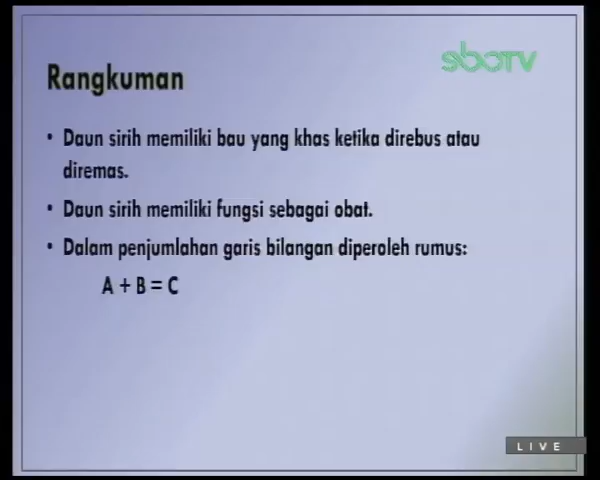 sboTV
Rangkuman
• Daun sirih memiliki bau yang khas ketika direbus atau
diremas.
• Daun sirih memiliki fungsi sebagai obat.
• Dalam penjumlahan garis bilangan diperoleh rumus:
A + B = C
LIVE